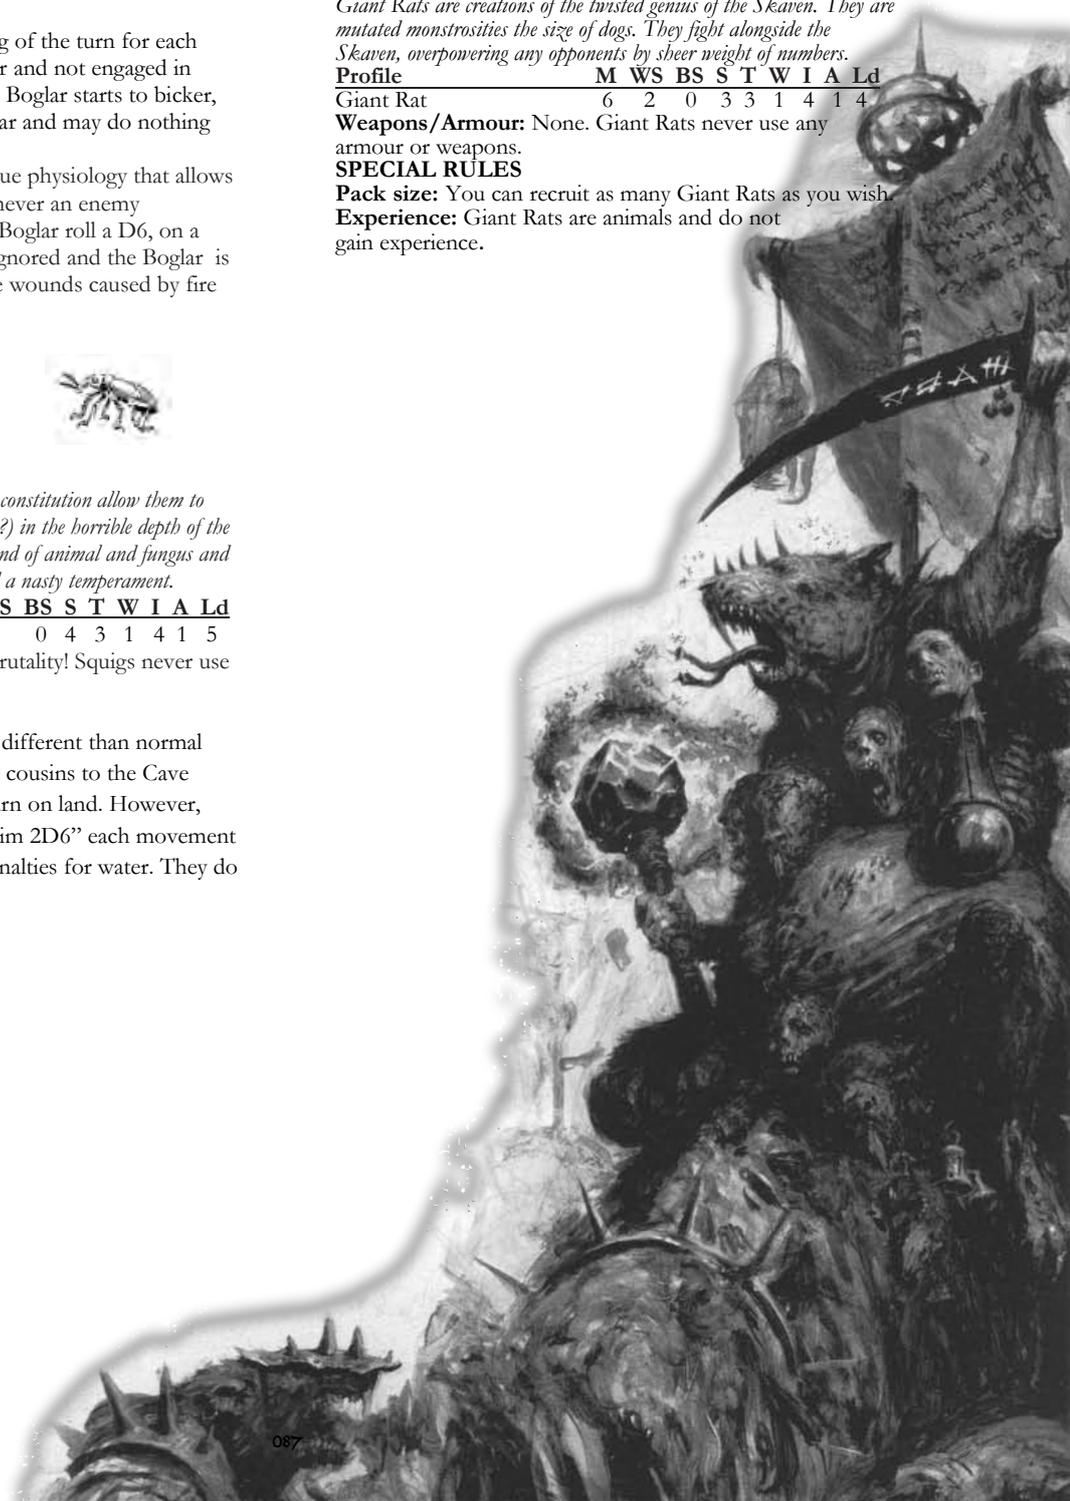 g of the turn for each
r and not engaged in
Boglar starts to bicker,
ar and may do nothing
ue physiology that allows
never an enemy
Boglar roll a D6, on a
gnored and the Boglar is
e wounds caused by fire
constitution allow them to
?) in the horrible depth of the
nd of animal and fungus and
a nasty temperament.
S BS S T W I A Ld
0 4 3 1 4 1 5
rutality! Squigs never use
different than normal
cousins to the Cave
urn on land. However,
im 2D6” each movement
nalties for water. They do
Giant Rats are creations of the twisted genius of the Skaven. They are
mutated monstrosities the size of dogs. They fight alongside the
Skaven, overpowering any opponents by sheer weight of numbers.
Profile M WS BS S T W I A Ld
Giant Rat 6 2 0 3 3 1 4 1 4
Weapons/Armour: None. Giant Rats never use any
armour or weapons.
SPECIAL RULES
Pack size: You can recruit as many Giant Rats as you wish.
Experience: Giant Rats are animals and do not
gain experience.
087